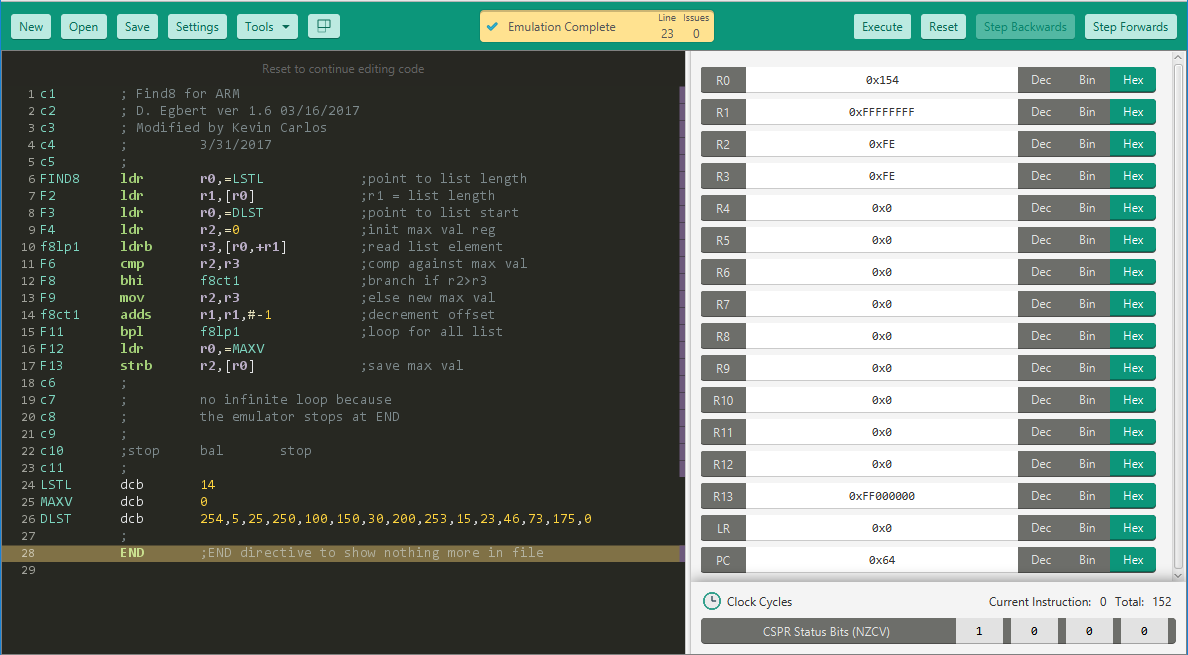 New Open Save Settings Tools Emulation Complete Line 23 Issues 0 Execute Reset Step Backwards Step Forwards
Reset to continue editing code
1 c1 ; Find8 for ARM
2 c2 ; D. Egbert ver 1.6 03/16/2017
3 c3 ; Modified by Kevin Carlos
4 c4 ; 3/31/2017
5 c5 ;
6 FIND8 ldr r0,=LSTL ;point to list length
7 F2 ldr r1,[r0] ;r1 = list length
8 F3 ldr r0,=DLST ;point to list start
9 F4 ldr r2,=0 ;init max val reg
10 f8lp1 ldrb r3,[r0,+r1] ;read list element
11 F6 cmp r2,r3 ;comp against max val
12 F8 bhi f8ct1 ;branch if r2>r3
13 F9 mov r2,r3 ;else new max val
14 f8ct1 adds r1,r1,#-1 ;decrement offset
15 F11 bpl f8lp1 ;loop for all list
16 F12 ldr r0,=MAXV
17 F13 strb r2,[r0] ;save max val
18 c6 ;
19 c7 ; no infinite loop because
20 c8 ; the emulator stops at END
21 c9 ;
22 c10 ;stop bal stop
23 c11 ;
24 LSTL dcb 14
25 MAXV dcb 0
26 DLST dcb 254,5,25,250,100,150,30,200,253,15,23,46,73,175,0
27 ;
28 END ;END directive to show nothing more in file
29
R0 0x154 Dec Bin Hex
R1 0xFFFFFFFF Dec Bin Hex
R2 0xFE Dec Bin Hex
R3 0xFE Dec Bin Hex
R4 0x0 Dec Bin Hex
R5 0x0 Dec Bin Hex
R6 0x0 Dec Bin Hex
R7 0x0 Dec Bin Hex
R8 0x0 Dec Bin Hex
R9 0x0 Dec Bin Hex
R10 0x0 Dec Bin Hex
R11 0x0 Dec Bin Hex
R12 0x0 Dec Bin Hex
R13 0xFF000000 Dec Bin Hex
LR 0x0 Dec Bin Hex
PC 0x64 Dec Bin Hex
Clock Cycles Current Instruction: 0 Total: 152
CSPR Status Bits (NZCV) 1 0 0 0